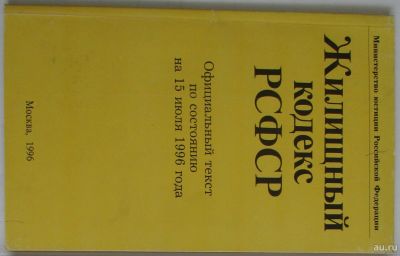 Министерство юстиции Российской Федерации
Жилищный
кодекс
РСФСР
Официальный текст
по состоянию
на 15 июля 1996 года
Москва, 1996
au.ru